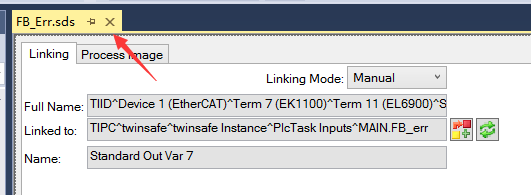 FB_Err.sds
Linking Process Image
Linking Mode: Manual
Full Name: TIID^Device 1 (EtherCAT)^Term 7 (EK1100)^Term 11 (EL6900)^S
Linked to: TIPC^twinsafe^twinsafe Instance^PlcTask Inputs^MAIN.FB_err
Name: Standard Out Var 7